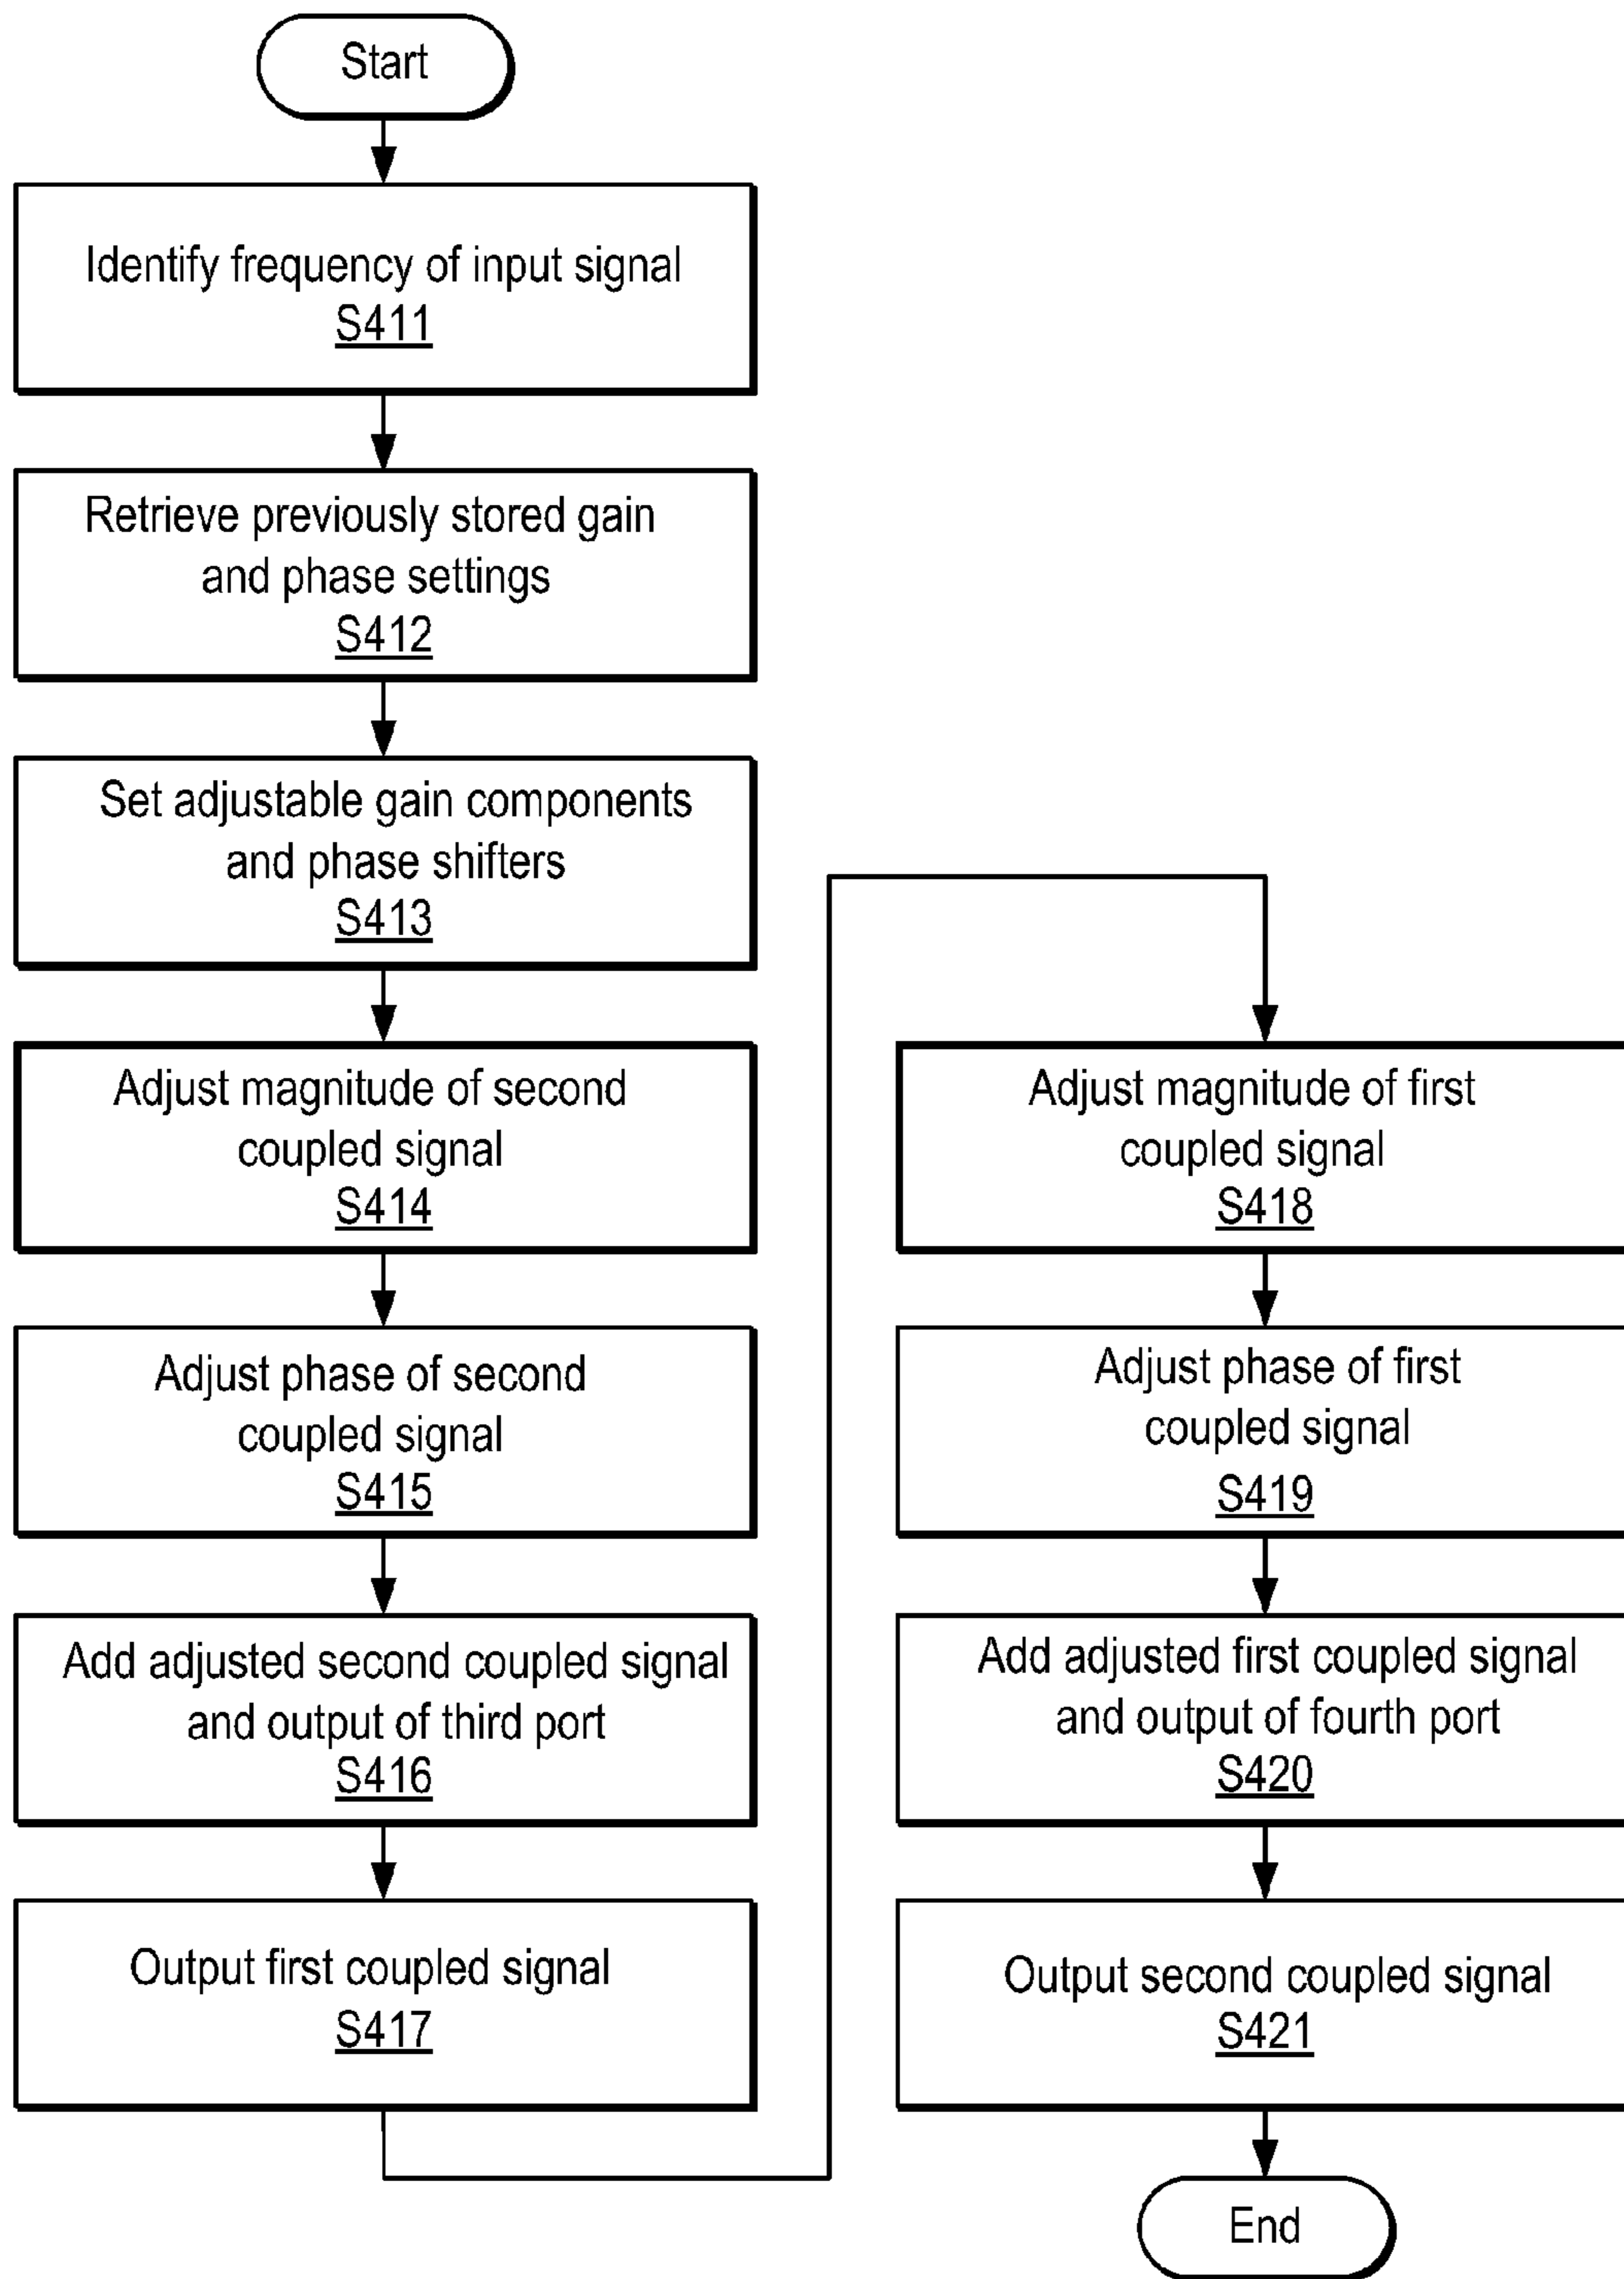 Start
Identify frequency of input signal
S411
Retrieve previously stored gain
and phase settings
S412
Set adjustable gain components
and phase shifters
S413
Adjust magnitude of second
coupled signal
S414
Adjust phase of second
coupled signal
S415
Add adjusted second coupled signal
and output of third port
S416
Output first coupled signal
S417
Adjust magnitude of first
coupled signal
S418
Adjust phase of first
coupled signal
S419
Add adjusted first coupled signal
and output of fourth port
S420
Output second coupled signal
S421
End